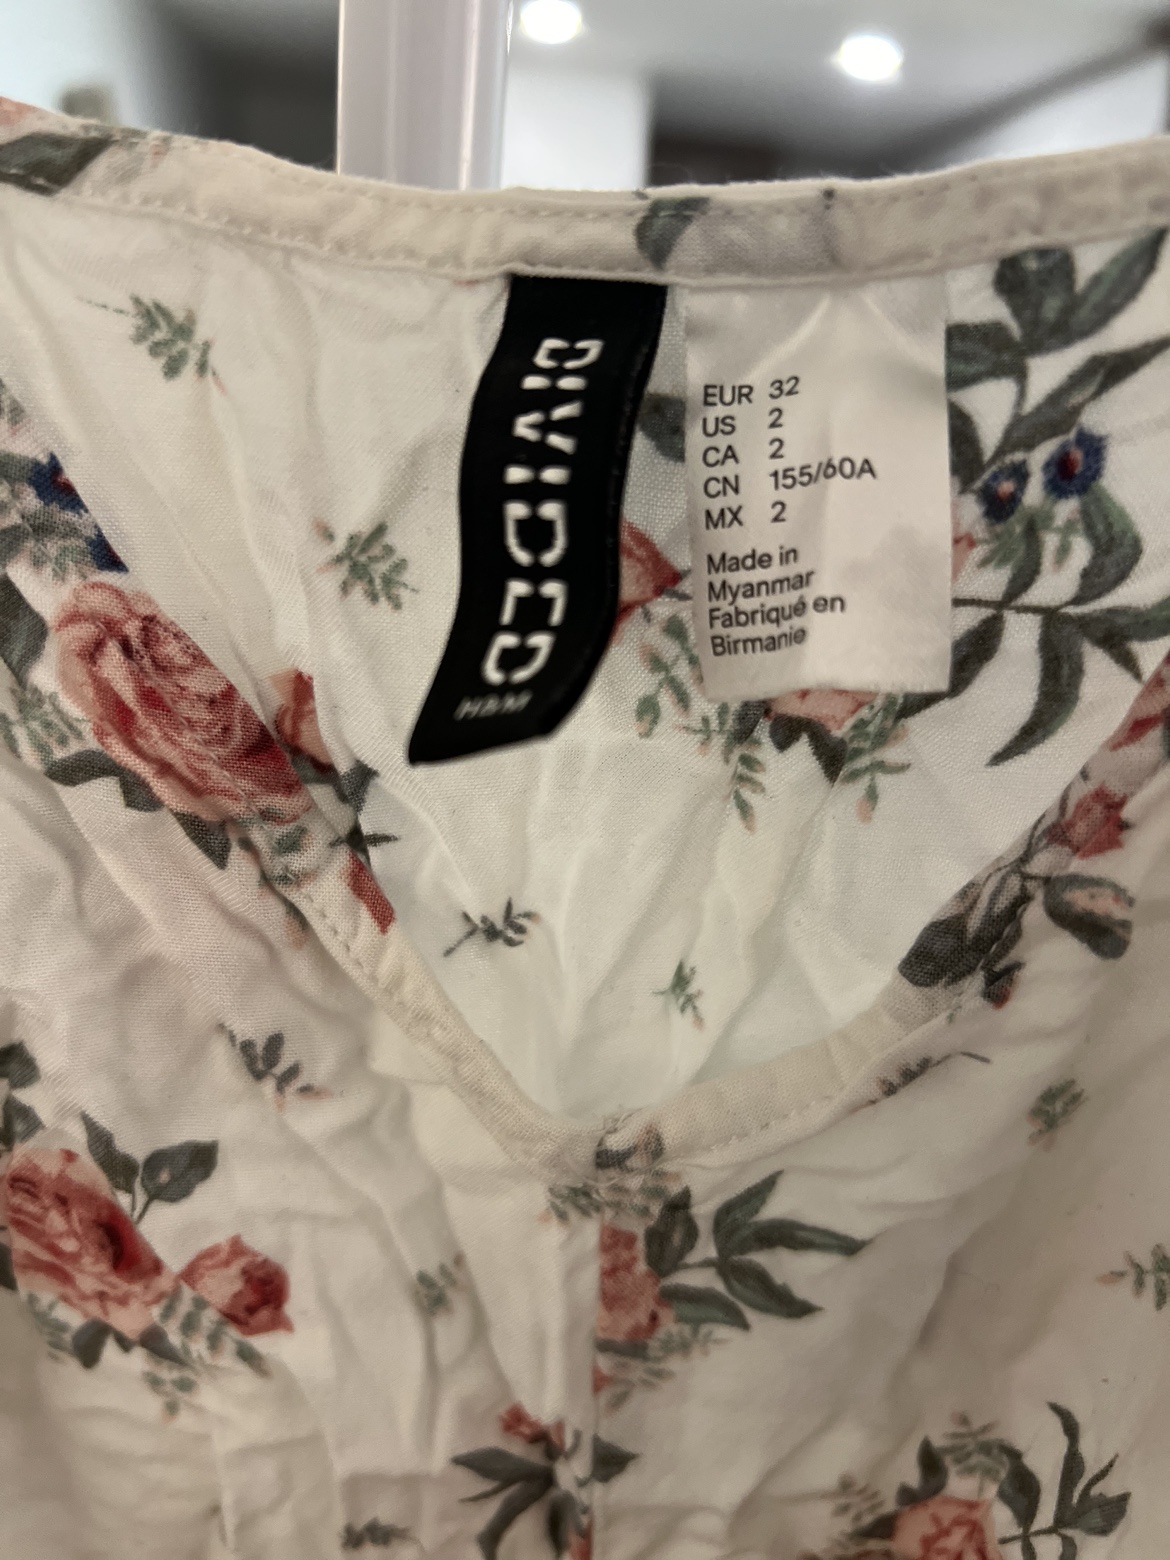 DIVIDED
H&M
EUR 32
US 2
CA 2
CN 155/60A
MX 2
Made in
Myanmar
Fabriqué en
Birmanie